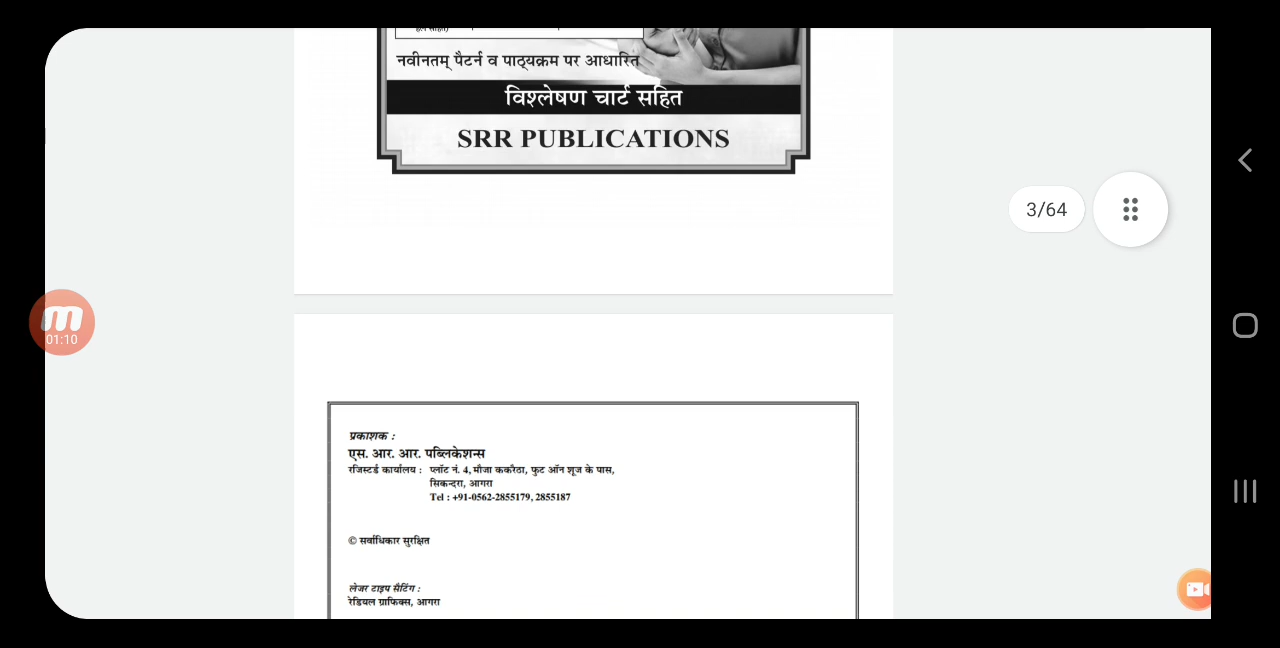 हल सहित)
नवीनतम् पैटर्न व पाठ्यक्रम पर आधारित
विश्लेषण चार्ट सहित
SRR PUBLICATIONS
3/64
01:10
प्रकाशक :
एस. आर. आर. पब्लिकेशन्स
रजिस्टर्ड कार्यालय : प्लॉट नं. 4, मौजा ककरैठा, फुट ऑन शूज के पास,
सिकन्दरा, आगरा
Tel : +91-0562-2855179, 2855187
© सर्वाधिकार सुरक्षित
लेजर टाइप सैटिंग :
रेडियल ग्राफिक्स, आगरा